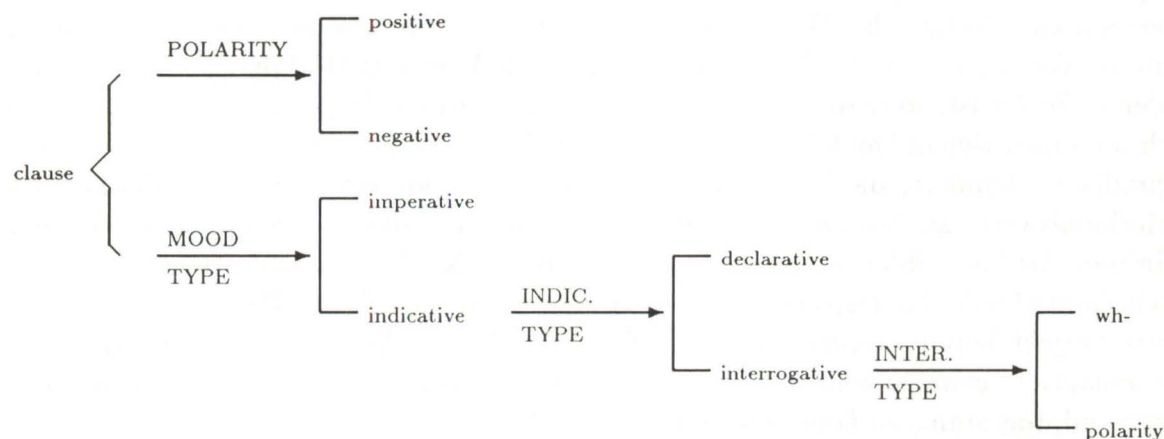 positive
POLARITY
negative
clause
imperative
MOOD
TYPE
declarative
indicative
INDIC.
TYPE
wh-
interrogative
INTER.
TYPE
polarity